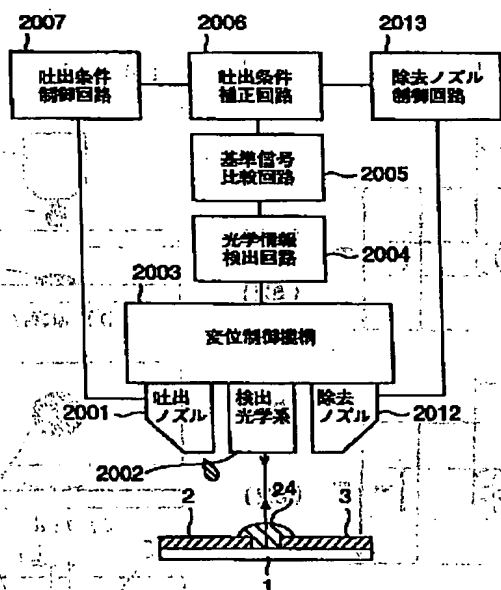 2007
2006
2013
吐出条件
制御回路
吐出条件
補正回路
除去ノズル
制御回路
基準信号
比較回路
2005
光学情報
検出回路
2004
2003
変位制御機構
吐出
ノズル
検出
光学系
除去
ノズル
2001
2012
2002
2
24
3
1